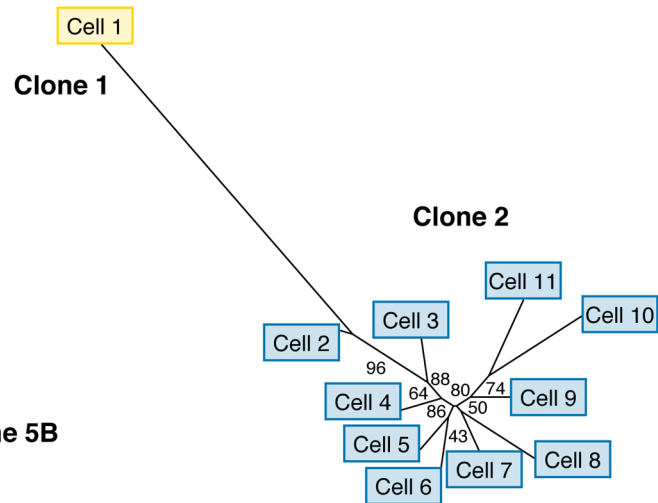 Cell 1
Clone 1
Clone 2
Cell 11
Cell 10
Cell 3
Cell 2
96
88
80
74
64
Cell 9
Cell 4
86
50
5B
43
Cell 5
Cell 8
Cell 7
Cell 6